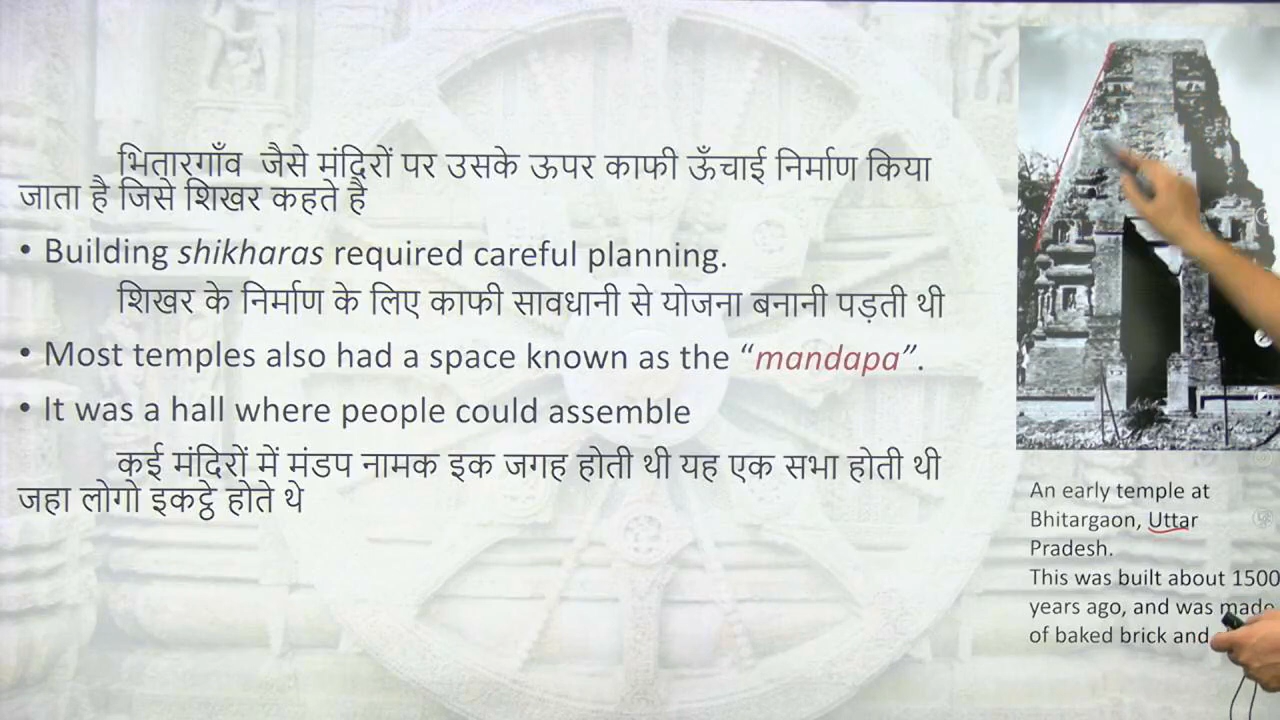 भितारगाँव जैसे मंदिरों पर उसके ऊपर काफी ऊँचाई निर्माण किया
जाता है जिसे शिखर कहते है
• Building shikharas required careful planning.
शिखर के निर्माण के लिए काफी सावधानी से योजना बनानी पड़ती थी
• Most temples also had a space known as the “mandapa”.
• It was a hall where people could assemble
कई मंदिरों में मंडप नामक इक जगह होती थी यह एक सभा होती थी
जहा लोगो इकट्ठे होते थे
An early temple at
Bhitargaon, Uttar
Pradesh.
This was built about 1500
years ago, and was made
of baked brick and